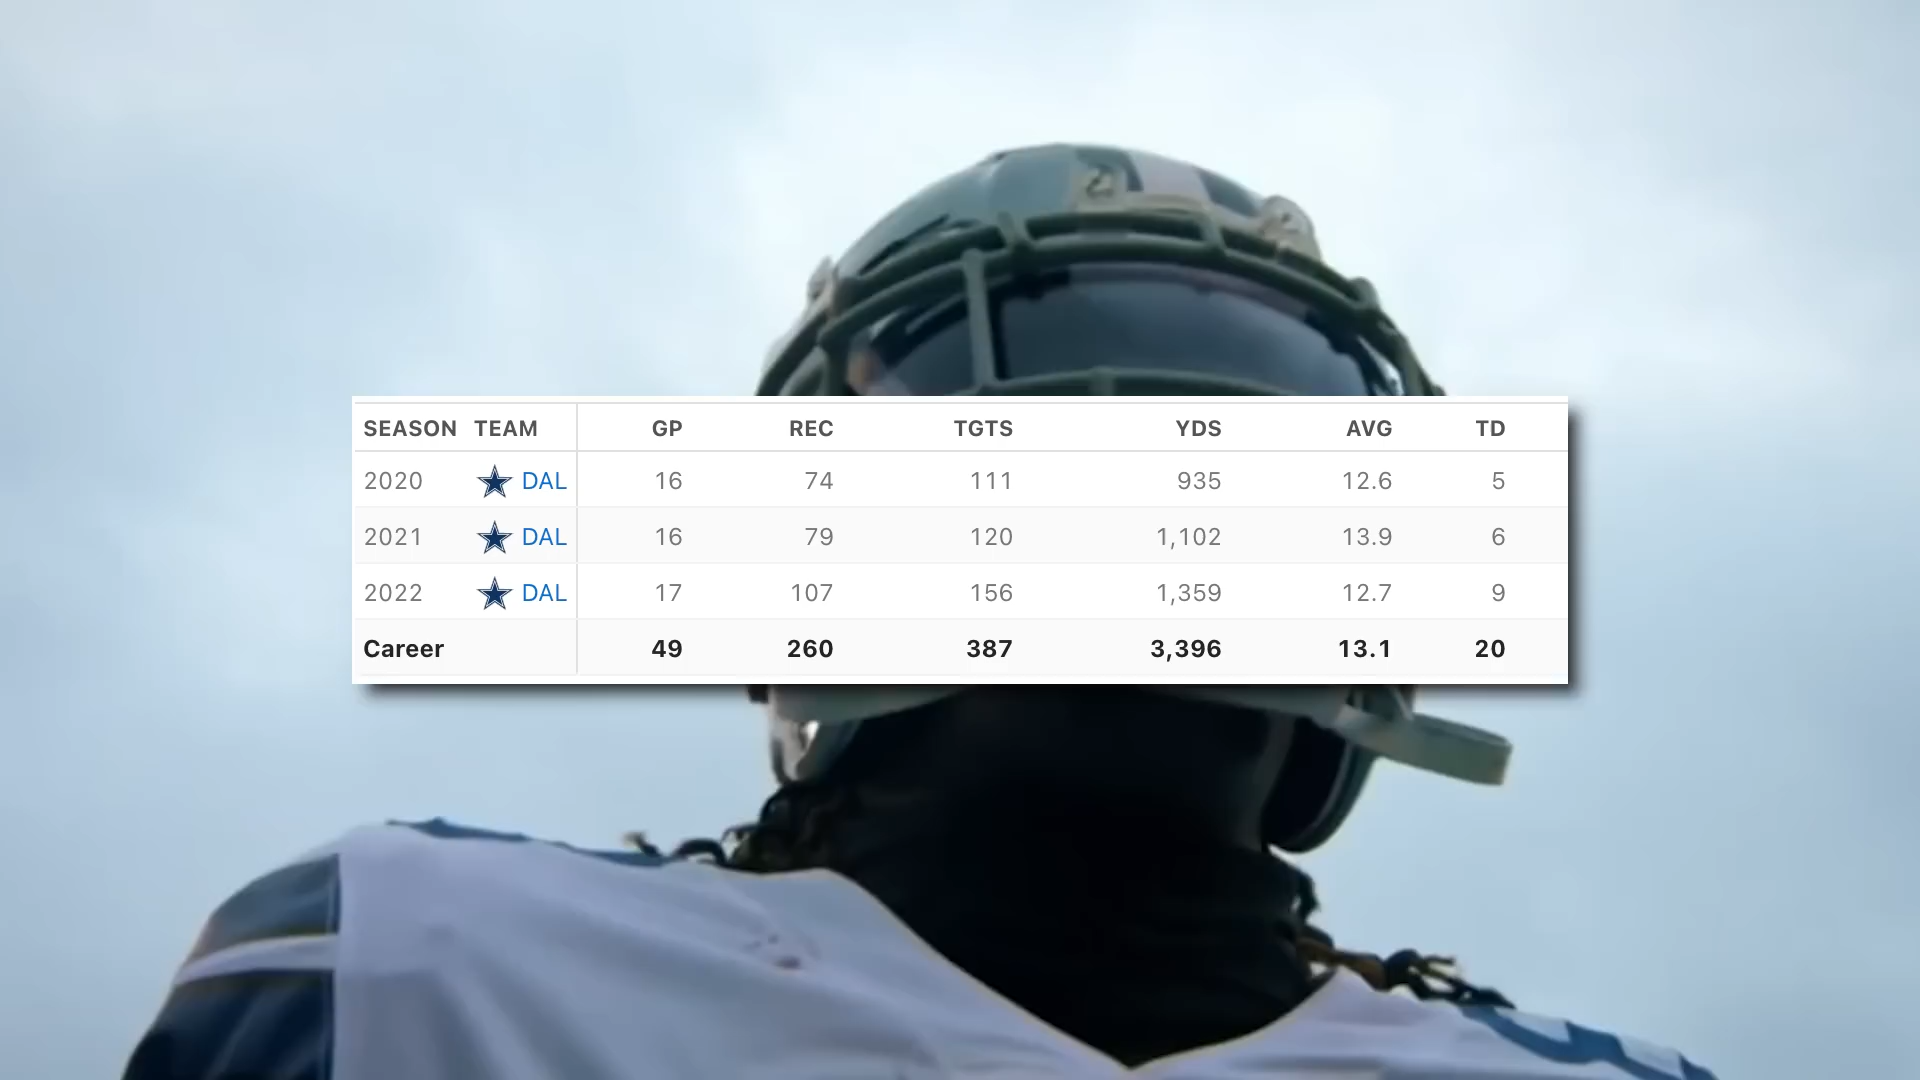 SEASON TEAM GP REC TGTS YDS AVG TD
2020 DAL 16 74 111 935 12.6 5
2021 DAL 16 79 120 1,102 13.9 6
2022 DAL 17 107 156 1,359 12.7 9
Career 49 260 387 3,396 13.1 20